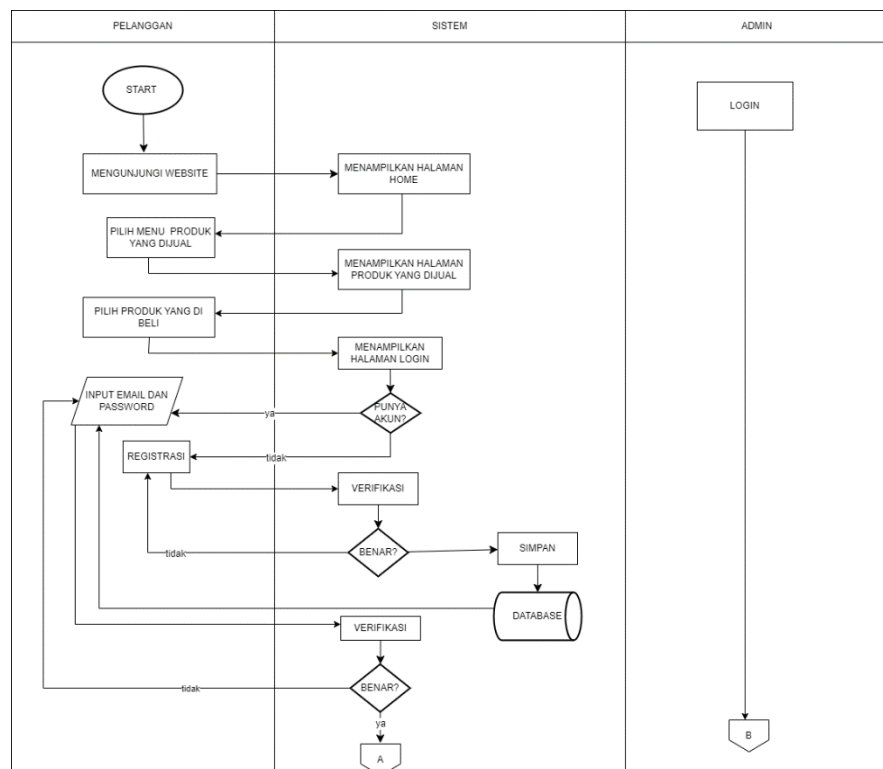 PELANGGAN
SISTEM
ADMIN
START
LOGIN
MENGUNJUNGI WEBSITE
MENAMPILKAN HALAMAN
HOME
PILIH MENU PRODUK
YANG DIJUAL
MENAMPILKAN HALAMAN
PRODUK YANG DIJUAL
PILIH PRODUK YANG DI
BELI
MENAMPILKAN
HALAMAN LOGIN
INPUT EMAIL DAN
PASSWORD
ya
PUNYA
AKUN?
REGISTRASI
tidak
VERIFIKASI
tidak
BENAR?
SIMPAN
DATABASE
VERIFIKASI
tidak
BENAR?
ya
A
B